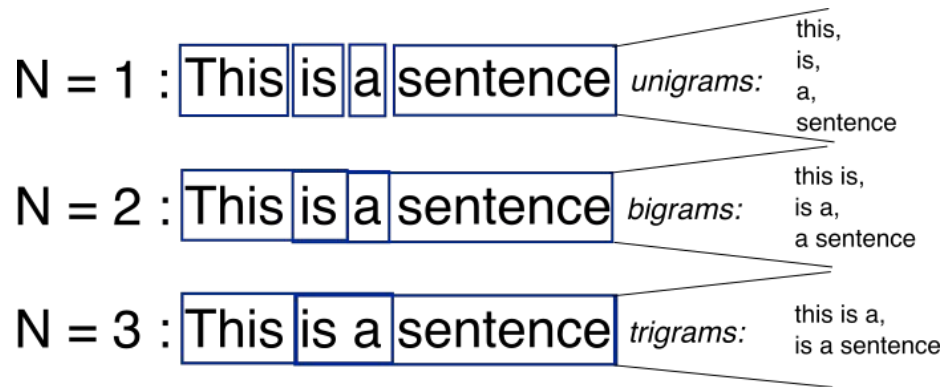 N = 1 : This is a sentence unigrams:
this,
is,
a,
sentence
N = 2 : This is a sentence bigrams:
this is,
is a,
a sentence
N = 3 : This is a sentence trigrams:
this is a,
is a sentence